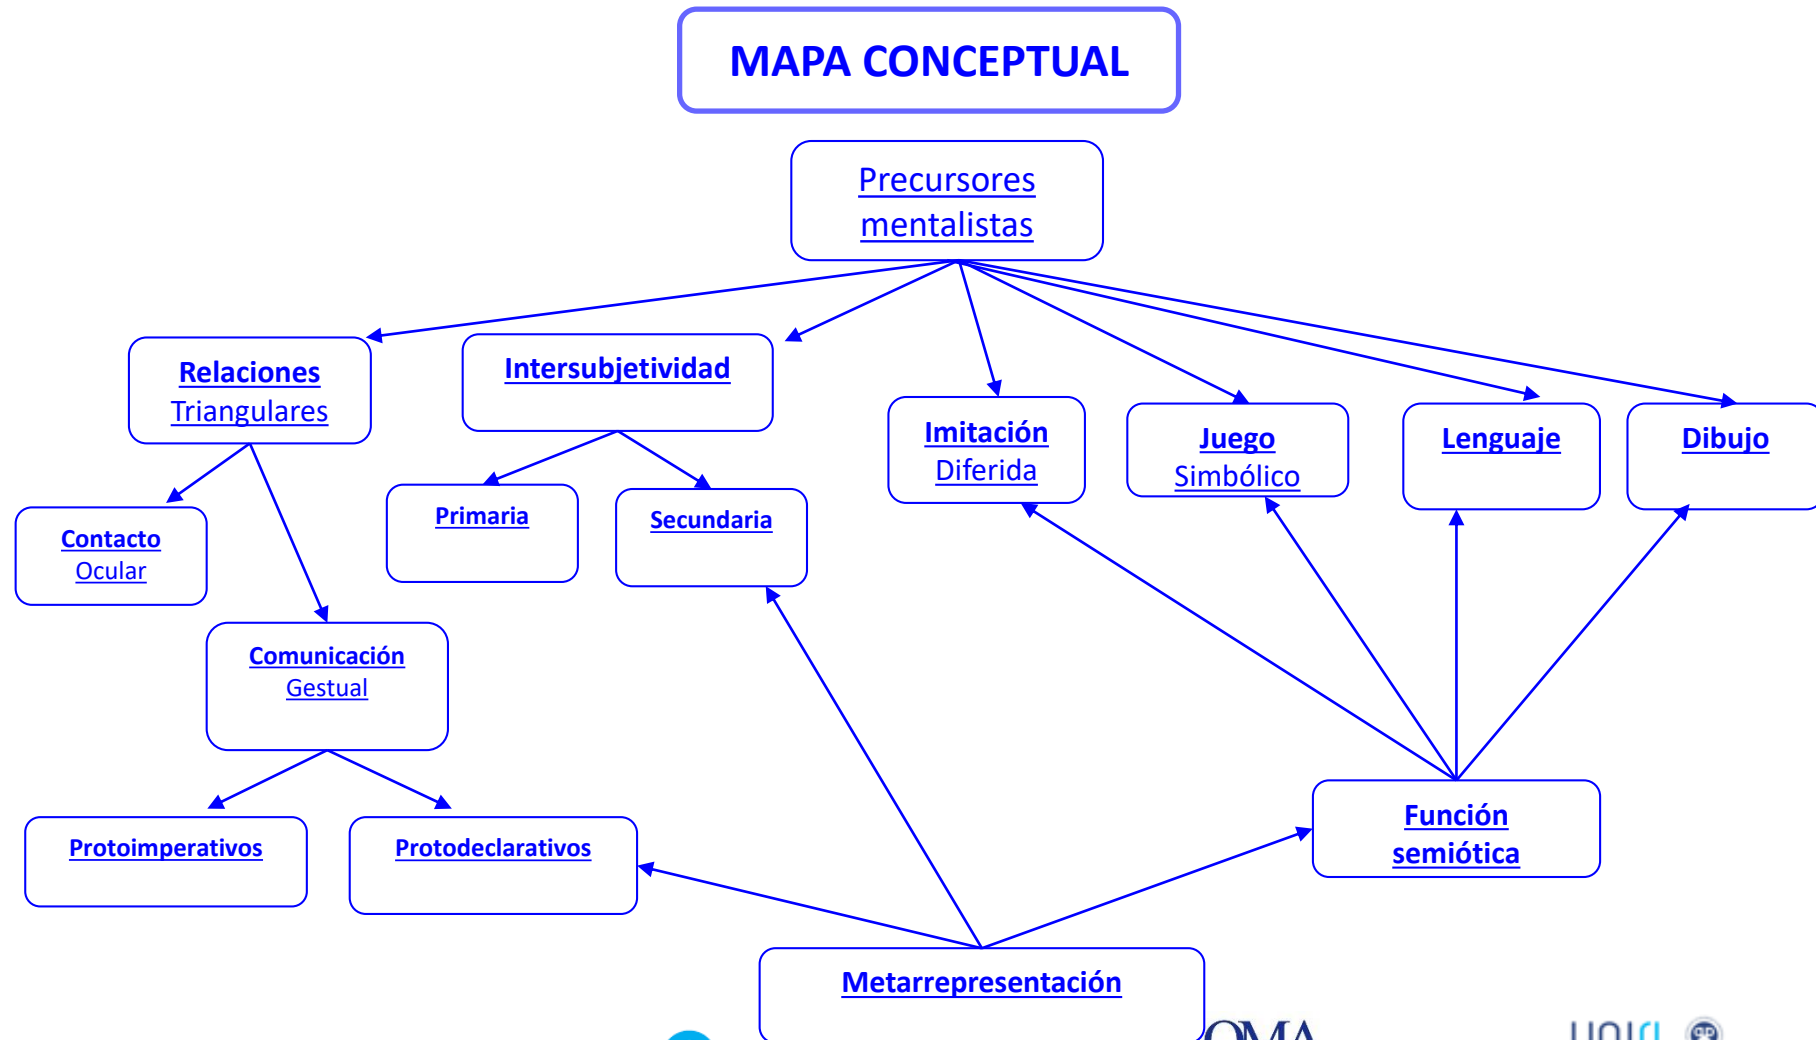 MAPA CONCEPTUAL
Precursores
mentalistas
Relaciones
Triangulares
Intersubjetividad
Imitación
Diferida
Juego
Simbólico
Lenguaje
Dibujo
Contacto
Ocular
Primaria
Secundaria
Comunicación
Gestual
Protoimperativos
Protodeclarativos
Función
semiótica
Metarrepresentación